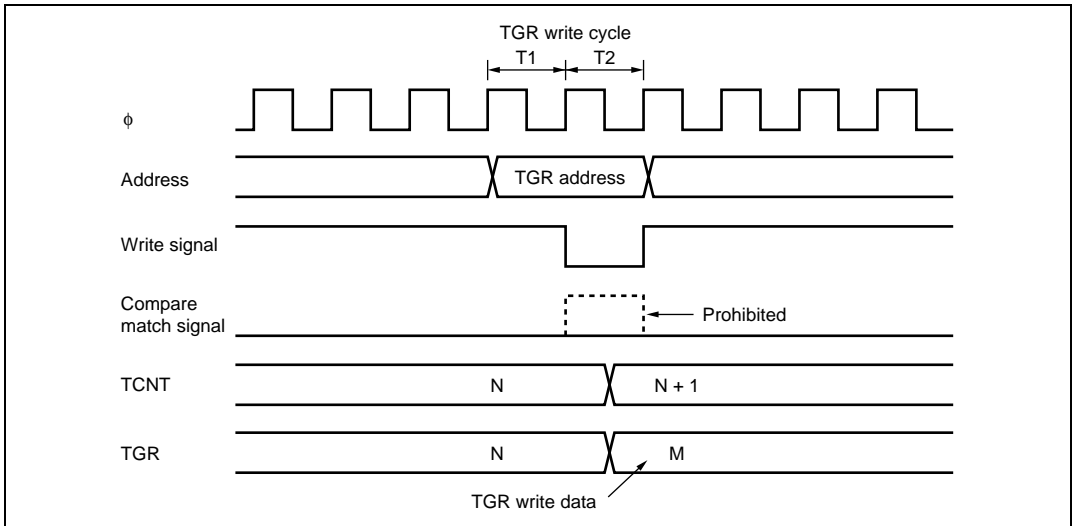 TGR write cycle
T1 T2
φ
Address
TGR address
Write signal
Compare
match signal
Prohibited
TCNT
N
N + 1
TGR
N
M
TGR write data